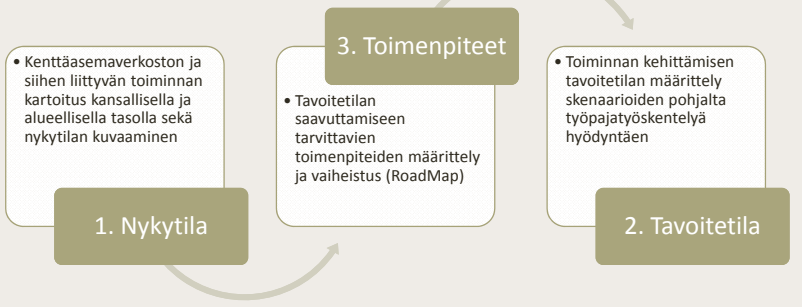 • Kenttäasemaverkoston ja
siihen liittyvän toiminnan
kartoitus kansallisella ja
alueellisella tasolla sekä
nykytilan kuvaaminen
1. Nykytila
3. Toimenpiteet
• Tavoitetilan
saavuttamiseen
tarvittavien
toimenpiteiden määrittely
ja vaiheistus (RoadMap)
• Toiminnan kehittämisen
tavoitetilan määrittely
skenaarioiden pohjalta
työpajatyöskentelyä
hyödyntäen
2. Tavoitetila